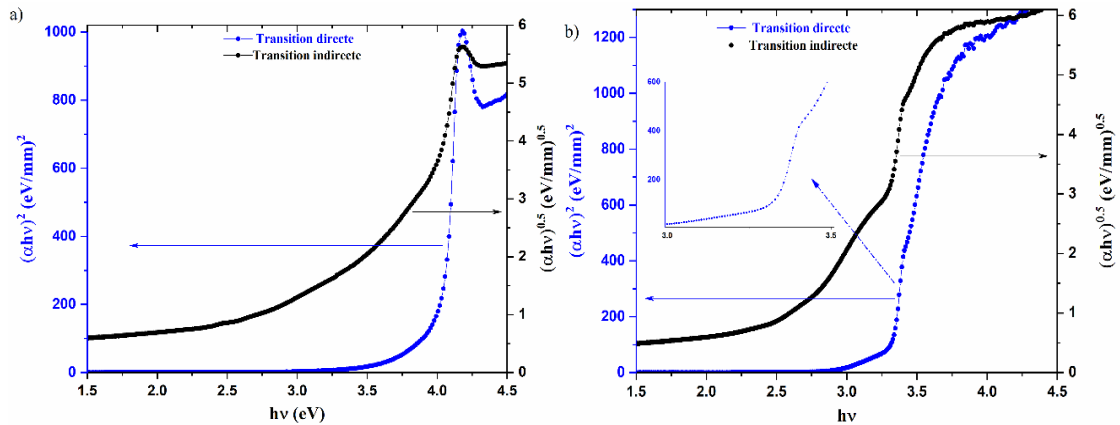 a)
Transition directe
Transition indirecte
1000
800
600
400
200
0
(αhν)² (eV/mm)²
6
5
4
3
2
1
0
(αhν)^0.5 (eV/mm)^0.5
1.5 2.0 2.5 3.0 3.5 4.0 4.5
hν (eV)
b)
Transition directe
Transition indirecte
1200
1000
800
600
400
200
0
(αhν)² (eV/mm)²
600
400
200
3.0 3.5
6
5
4
3
2
1
0
(αhν)^0.5 (eV/mm)^0.5
1.5 2.0 2.5 3.0 3.5 4.0 4.5
hν